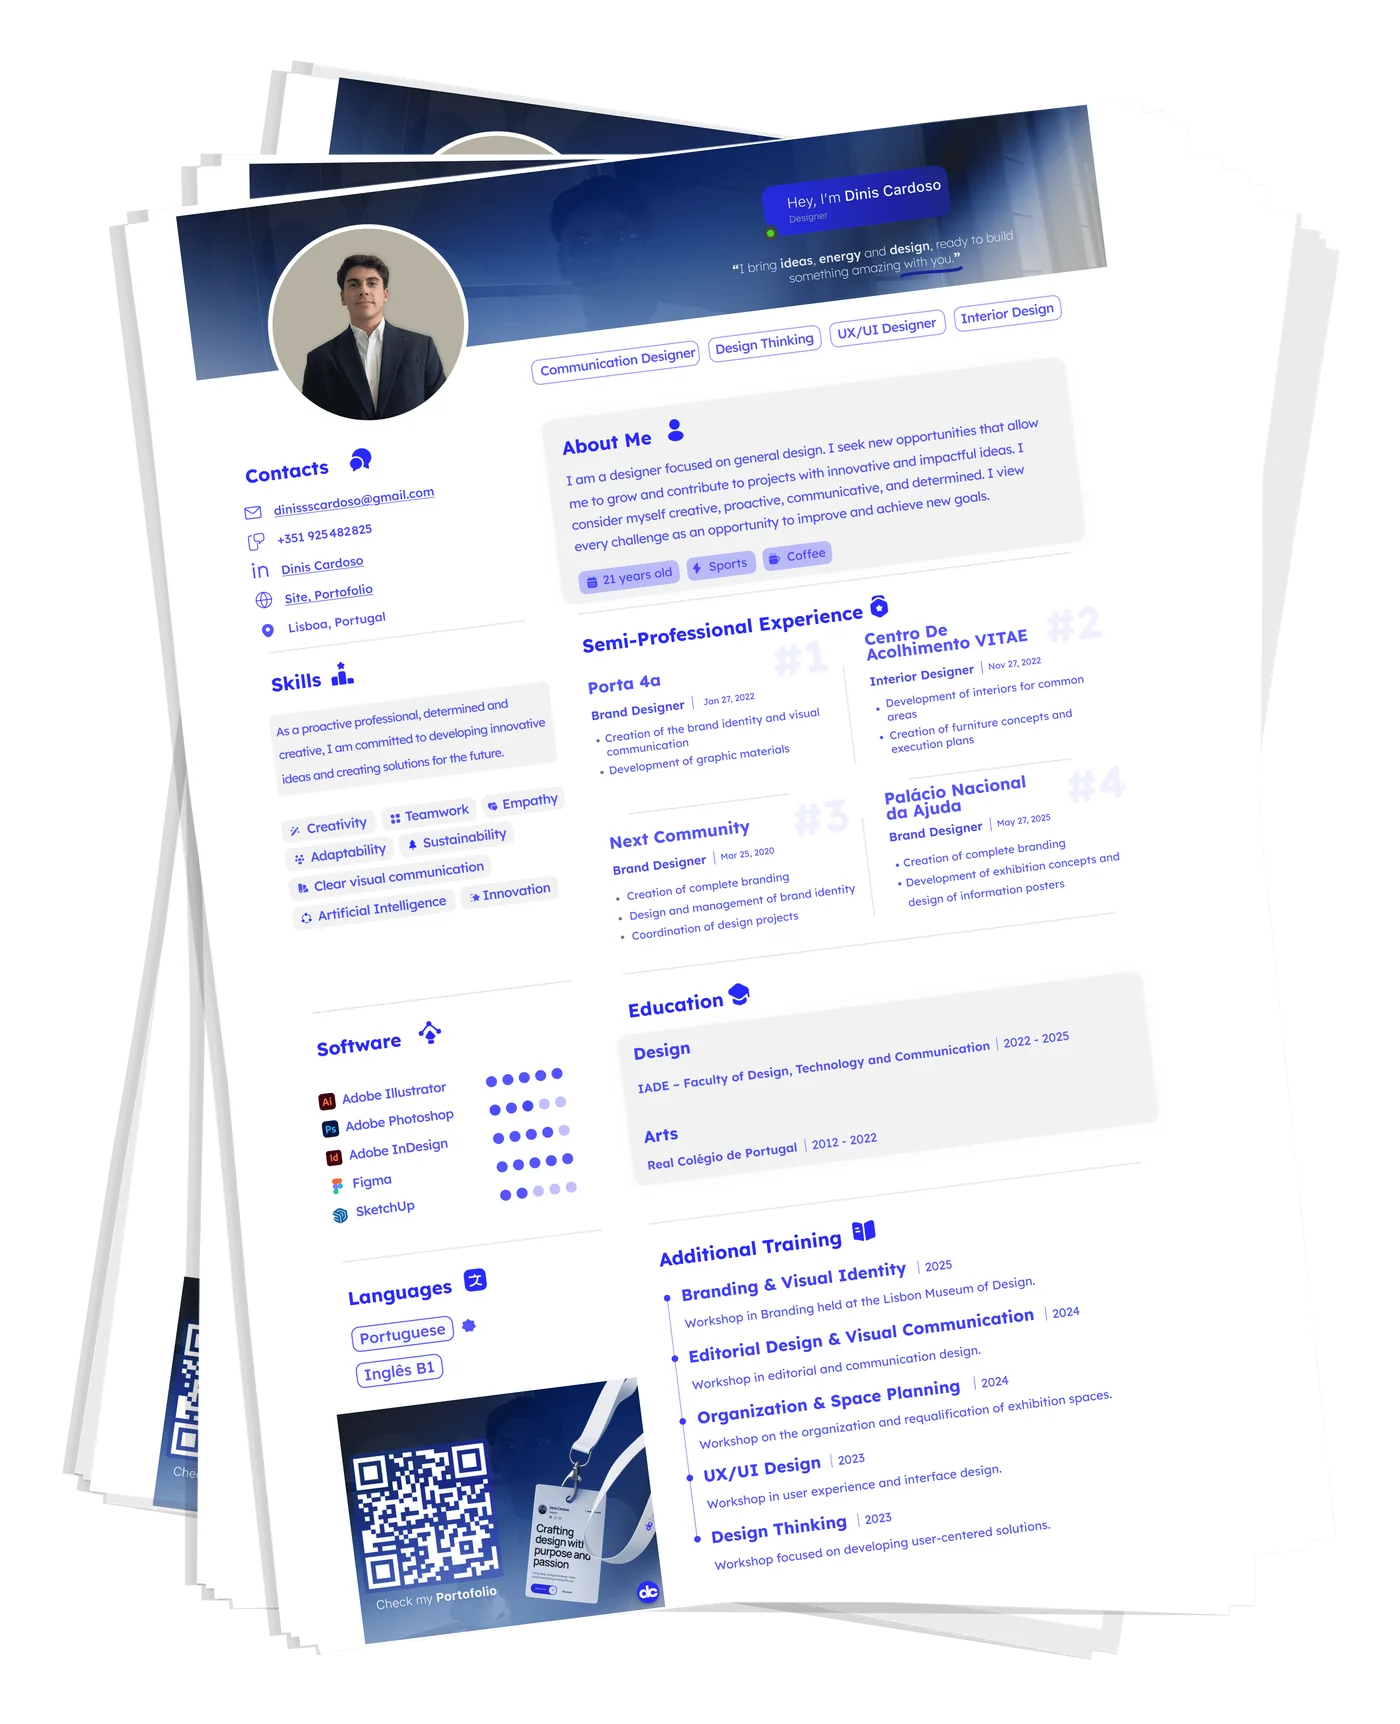 Hey, I'm Dinis Cardoso
Designer
“I bring ideas, energy and design, ready to build
something amazing with you.”
Communication Designer
Design Thinking
UX/UI Designer
Interior Design
Contacts
dinissscardoso@gmail.com
+351 925482825
in Dinis Cardoso
Site, Portofolio
Lisboa, Portugal
Skills
As a proactive professional, determined and
creative, I am committed to developing innovative
ideas and creating solutions for the future.
Creativity
Teamwork
Empathy
Adaptability
Sustainability
Clear visual communication
Artificial Intelligence
Innovation
Software
Ai Adobe Illustrator
Ps Adobe Photoshop
Id Adobe InDesign
Figma
SketchUp
Languages
文
Portuguese
Inglês B1
Check my Portofolio
Crafting
design with
purpose and
passion
dc
About Me
I am a designer focused on general design. I seek new opportunities that allow
me to grow and contribute to projects with innovative and impactful ideas. I
consider myself creative, proactive, communicative, and determined. I view
every challenge as an opportunity to improve and achieve new goals.
21 years old
Sports
Coffee
Semi-Professional Experience
#1
Porta 4a
Brand Designer | Jan 27, 2022
• Creation of the brand identity and visual
communication
• Development of graphic materials
#2
Centro De
Acolhimento VITAE
Interior Designer | Nov 27, 2022
• Development of interiors for common
areas
• Creation of furniture concepts and
execution plans
#3
Next Community
Brand Designer | Mar 25, 2020
• Creation of complete branding
• Design and management of brand identity
• Coordination of design projects
#4
Palácio Nacional
da Ajuda
Brand Designer | May 27, 2025
• Creation of complete branding
• Development of exhibition concepts and
design of information posters
Education
Design
IADE – Faculty of Design, Technology and Communication | 2022 - 2025
Arts
Real Colégio de Portugal | 2012 - 2022
Additional Training
Branding & Visual Identity | 2025
Workshop in Branding held at the Lisbon Museum of Design.
Editorial Design & Visual Communication | 2024
Workshop in editorial and communication design.
Organization & Space Planning | 2024
Workshop on the organization and requalification of exhibition spaces.
UX/UI Design | 2023
Workshop in user experience and interface design.
Design Thinking | 2023
Workshop focused on developing user-centered solutions.